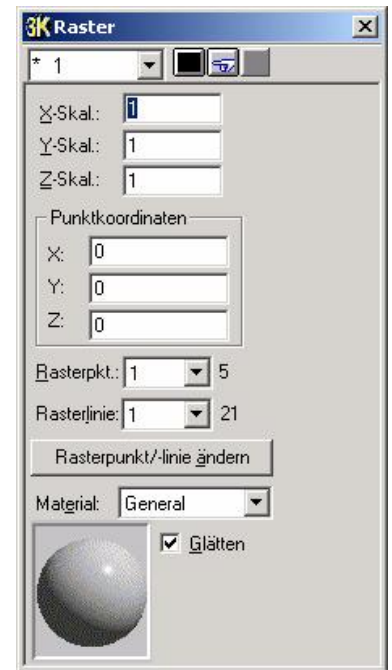 3K Raster
* 1
X-Skal.: 1
Y-Skal.: 1
Z-Skal.: 1
Punktkoordinaten
X: 0
Y: 0
Z: 0
Rasterpkt.: 1 5
Rasterlinie: 1 21
Rasterpunkt/-linie ändern
Material: General
Glätten